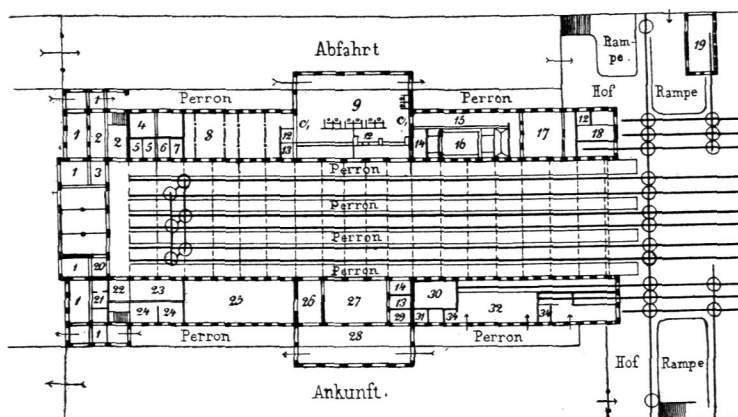 Abfahrt
Ram-
pe.
19
Perron 9 Perron Hof Rampe
1
1 2 2 4 8 15 17 12 18
5 5 6 7 12 13 12 14 16
1 3 Perron
Perron
Perron
1 20 Perron
1 21 22 23 25 26 27 14 30
13 32
24 24 29 31 34 34
1 Perron 28 Perron
Hof Rampe
Ankunft.